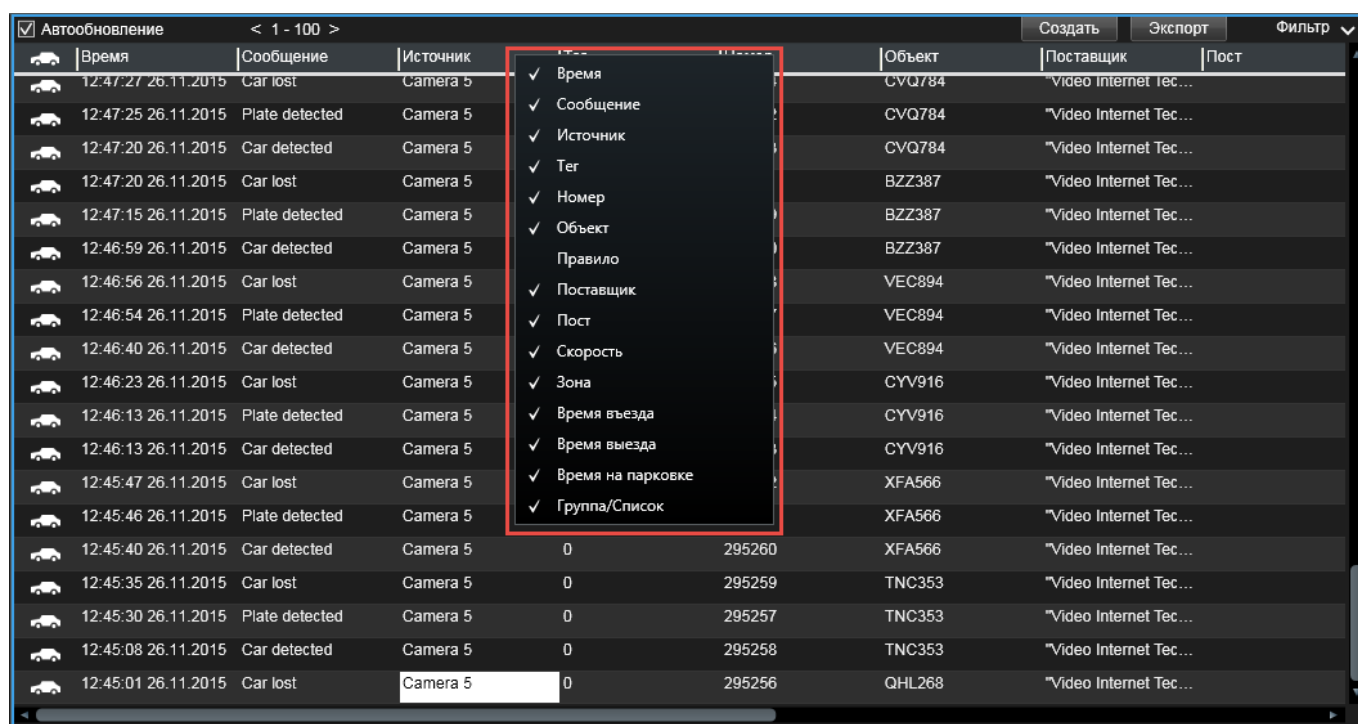 Автообновление < 1 - 100 > Создать Экспорт Фильтр
Время Сообщение Источник Объект Поставщик Пост
12:47:27 26.11.2015 Car lost Camera 5 CVQ784 "Video Internet Tec...
12:47:25 26.11.2015 Plate detected Camera 5 CVQ784 "Video Internet Tec...
12:47:20 26.11.2015 Car detected Camera 5 CVQ784 "Video Internet Tec...
12:47:20 26.11.2015 Car lost Camera 5 BZZ387 "Video Internet Tec...
12:47:15 26.11.2015 Plate detected Camera 5 BZZ387 "Video Internet Tec...
12:46:59 26.11.2015 Car detected Camera 5 BZZ387 "Video Internet Tec...
12:46:56 26.11.2015 Car lost Camera 5 VEC894 "Video Internet Tec...
12:46:54 26.11.2015 Plate detected Camera 5 VEC894 "Video Internet Tec...
12:46:40 26.11.2015 Car detected Camera 5 VEC894 "Video Internet Tec...
12:46:23 26.11.2015 Car lost Camera 5 CYV916 "Video Internet Tec...
12:46:13 26.11.2015 Plate detected Camera 5 CYV916 "Video Internet Tec...
12:46:13 26.11.2015 Car detected Camera 5 CYV916 "Video Internet Tec...
12:45:47 26.11.2015 Car lost Camera 5 XFA566 "Video Internet Tec...
12:45:46 26.11.2015 Plate detected Camera 5 XFA566 "Video Internet Tec...
12:45:40 26.11.2015 Car detected Camera 5 0 295260 XFA566 "Video Internet Tec...
12:45:35 26.11.2015 Car lost Camera 5 0 295259 TNC353 "Video Internet Tec...
12:45:30 26.11.2015 Plate detected Camera 5 0 295257 TNC353 "Video Internet Tec...
12:45:08 26.11.2015 Car detected Camera 5 0 295258 TNC353 "Video Internet Tec...
12:45:01 26.11.2015 Car lost Camera 5 0 295256 QHL268 "Video Internet Tec...
Время
Сообщение
Источник
Тег
Номер
Объект
Правило
Поставщик
Пост
Скорость
Зона
Время въезда
Время выезда
Время на парковке
Группа/Список